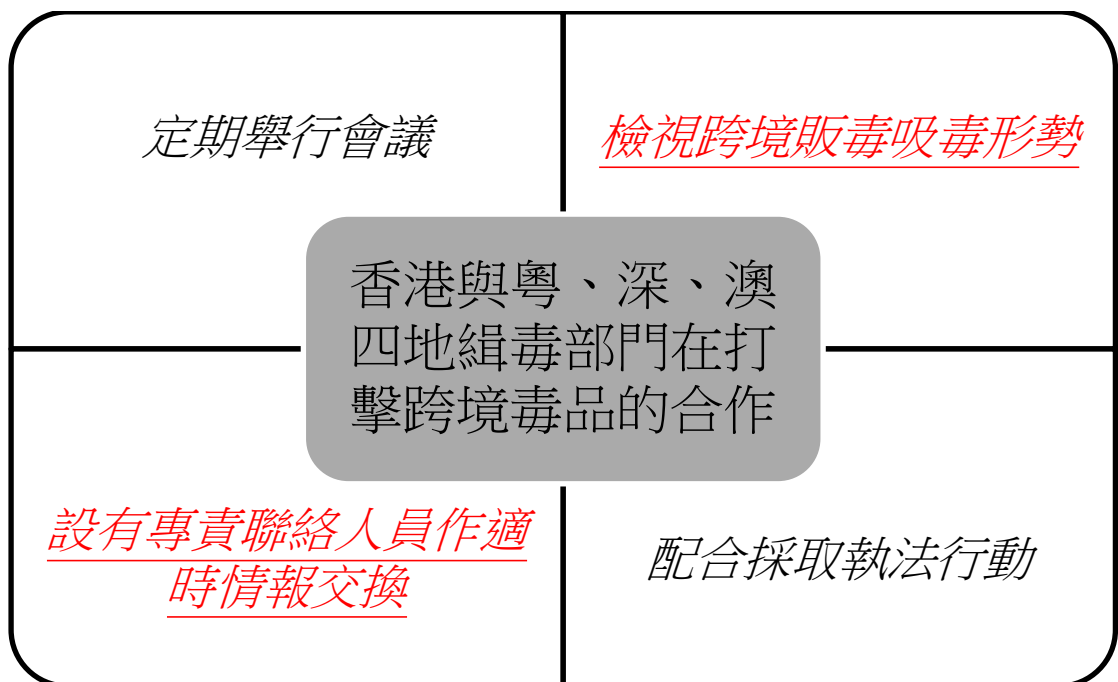 定期舉行會議
檢視跨境販毒吸毒形勢
香港與粵、深、澳
四地緝毒部門在打
擊跨境毒品的合作
設有專責聯絡人員作適
時情報交換
配合採取執法行動